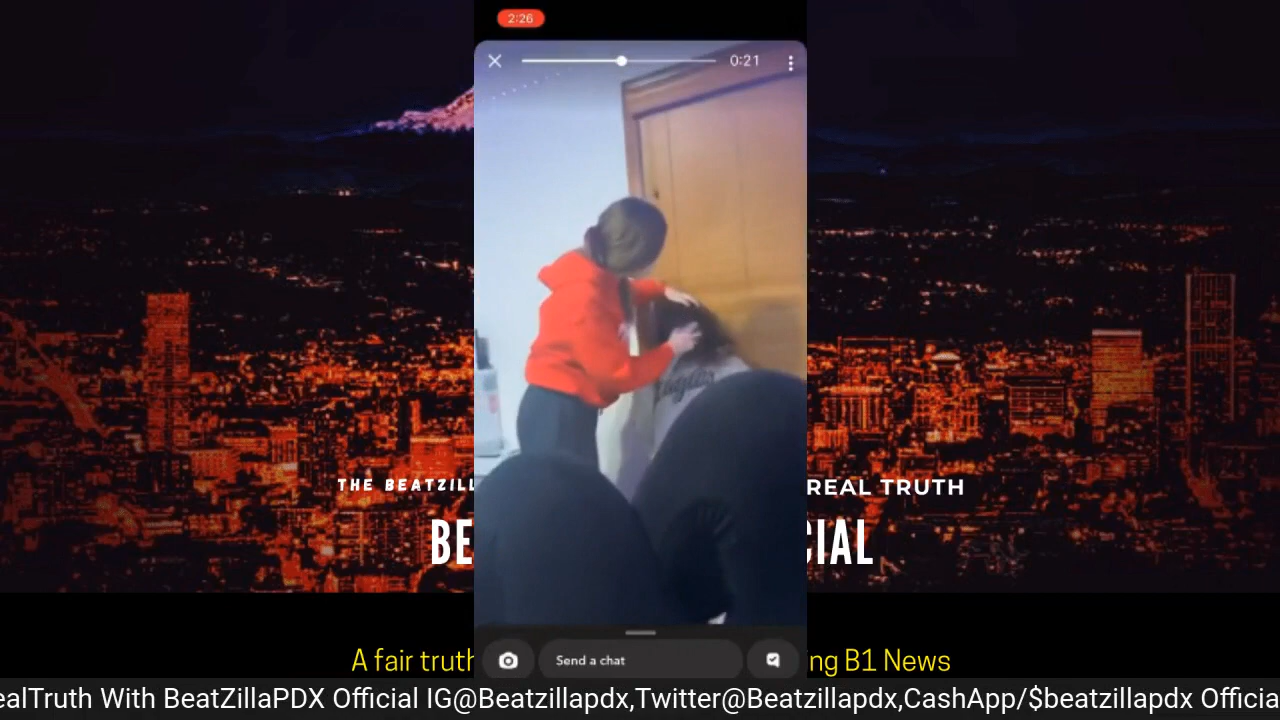 2:26
0:21
THE BEATZILL
REAL TRUTH
BE
CIAL
Send a chat
A fair truth
ng B1 News
ealTruth With BeatZillaPDX Official IG@Beatzillapdx,Twitter@Beatzillapdx,CashApp/$beatzillapdx Officia